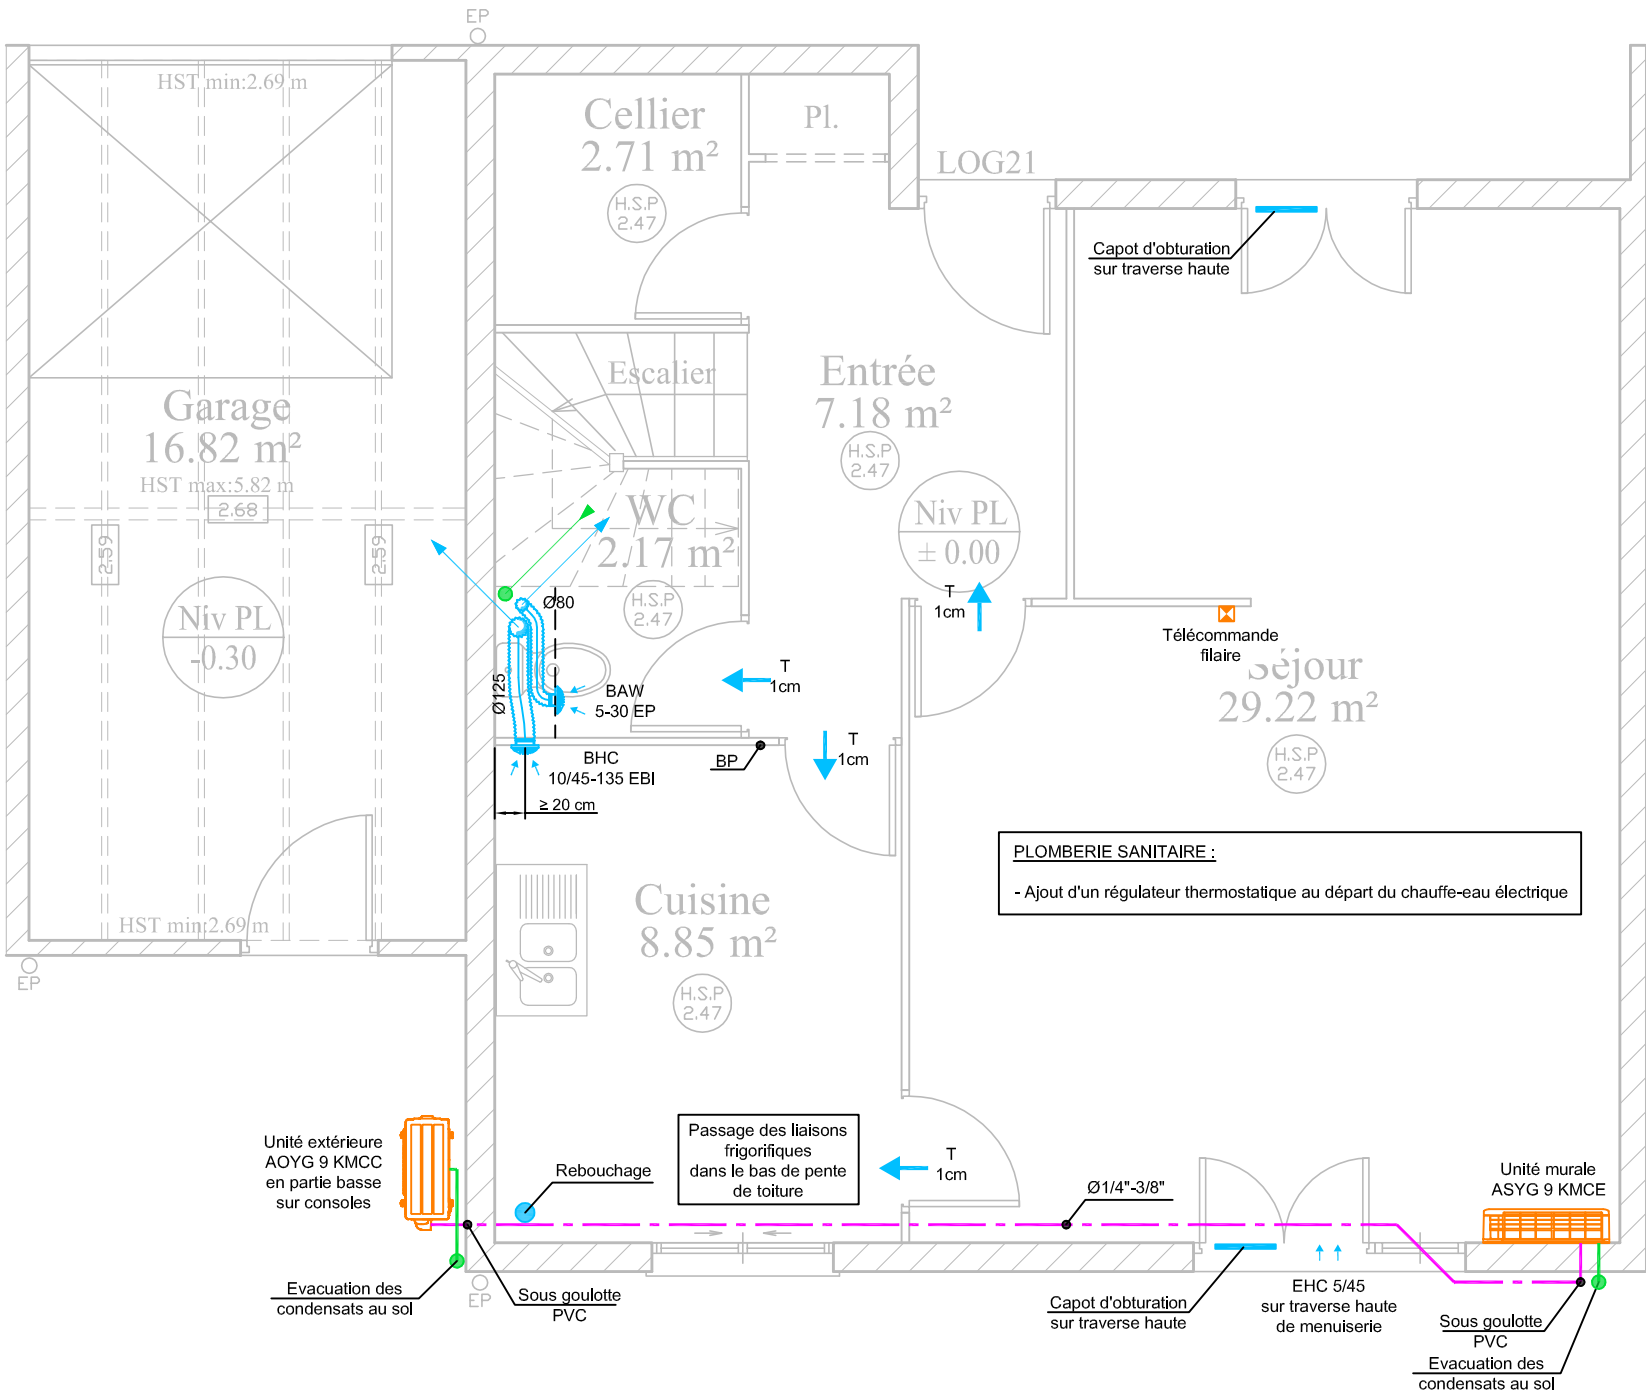 EP
HST min:2.69 m
Cellier
2.71 m²
H.S.P
2.47
Pl.
LOG21
Capot d'obturation
sur traverse haute
Escalier
Entrée
7.18 m²
H.S.P
2.47
Garage
16.82 m²
HST max:5.82 m
2.68
2.59
2.59
Niv PL
-0.30
WC
2.17 m²
H.S.P
2.47
Niv PL
± 0.00
T
1cm
Ø80
Ø125
BAW
5-30 EP
T
1cm
T
1cm
BHC
10/45-135 EBI
BP
≥ 20 cm
Télécommande
filaire
Séjour
29.22 m²
H.S.P
2.47
PLOMBERIE SANITAIRE :
- Ajout d'un régulateur thermostatique au départ du chauffe-eau électrique
Cuisine
8.85 m²
H.S.P
2.47
HST min:2.69 m
EP
Unité extérieure
AOYG 9 KMCC
en partie basse
sur consoles
Rebouchage
Passage des liaisons
frigorifiques
dans le bas de pente
de toiture
T
1cm
Ø1/4"-3/8"
Unité murale
ASYG 9 KMCE
Evacuation des
condensats au sol
EP
Sous goulotte
PVC
Capot d'obturation
sur traverse haute
EHC 5/45
sur traverse haute
de menuiserie
Sous goulotte
PVC
Evacuation des
condensats au sol